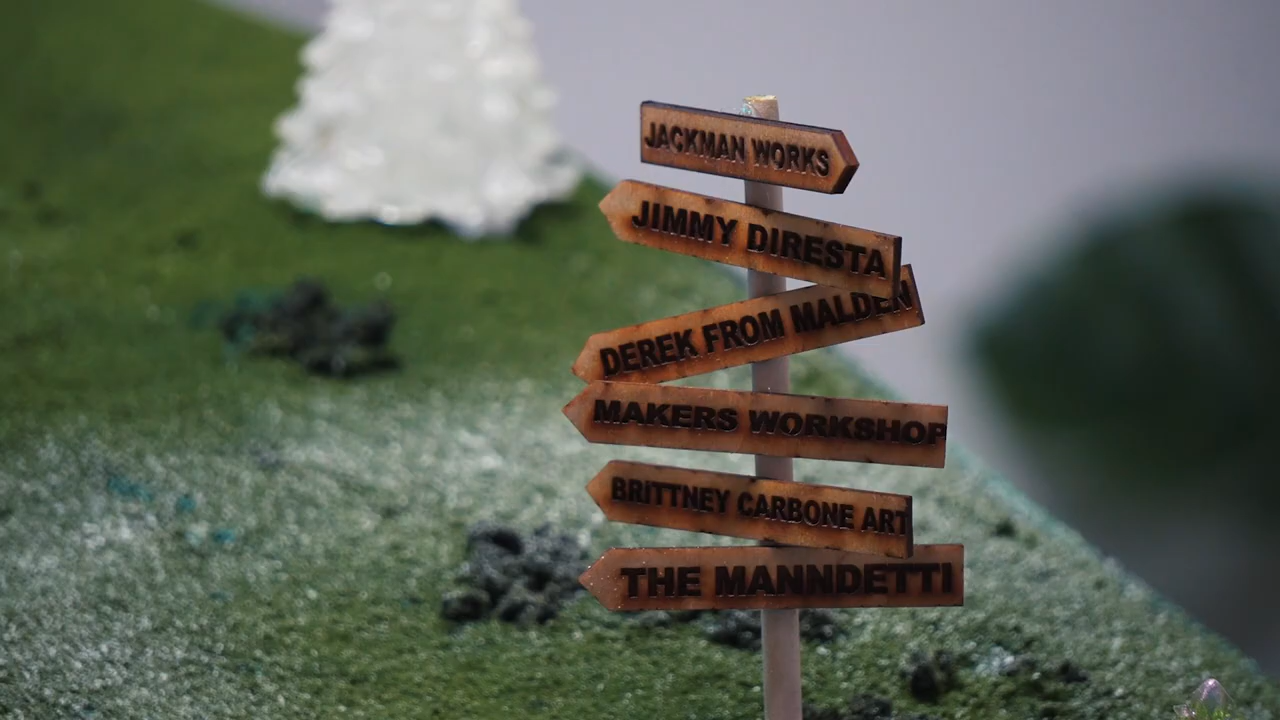 JACKMAN WORKS
JIMMY DIRESTA
DEREK FROM MALDEN
MAKERS WORKSHOP
BRITTNEY CARBONE ART
THE MANNDETTI